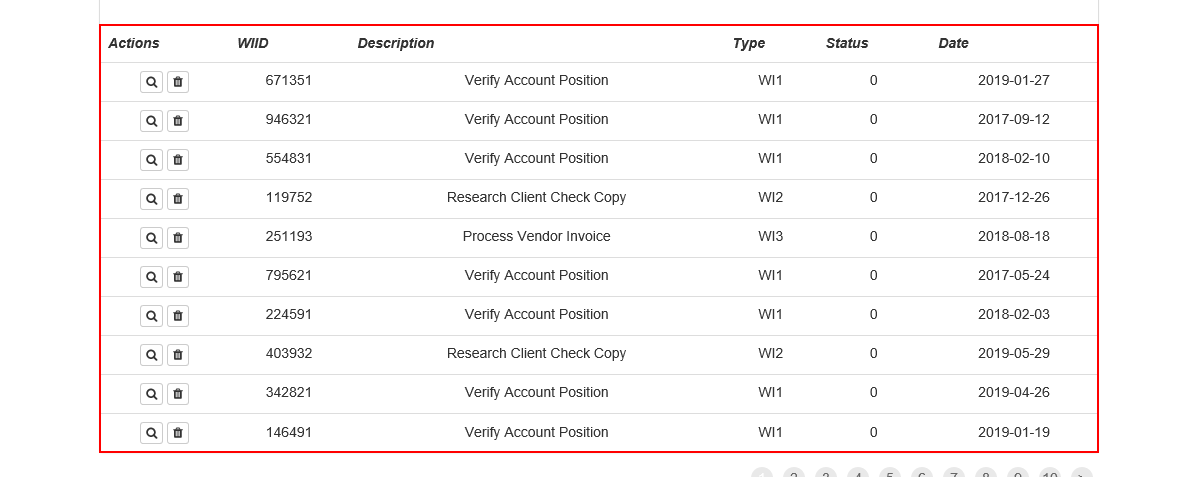 Actions WIID Description Type Status Date
671351 Verify Account Position WI1 0 2019-01-27
946321 Verify Account Position WI1 0 2017-09-12
554831 Verify Account Position WI1 0 2018-02-10
119752 Research Client Check Copy WI2 0 2017-12-26
251193 Process Vendor Invoice WI3 0 2018-08-18
795621 Verify Account Position WI1 0 2017-05-24
224591 Verify Account Position WI1 0 2018-02-03
403932 Research Client Check Copy WI2 0 2019-05-29
342821 Verify Account Position WI1 0 2019-04-26
146491 Verify Account Position WI1 0 2019-01-19
1 2 3 4 5 6 7 8 9 10 >